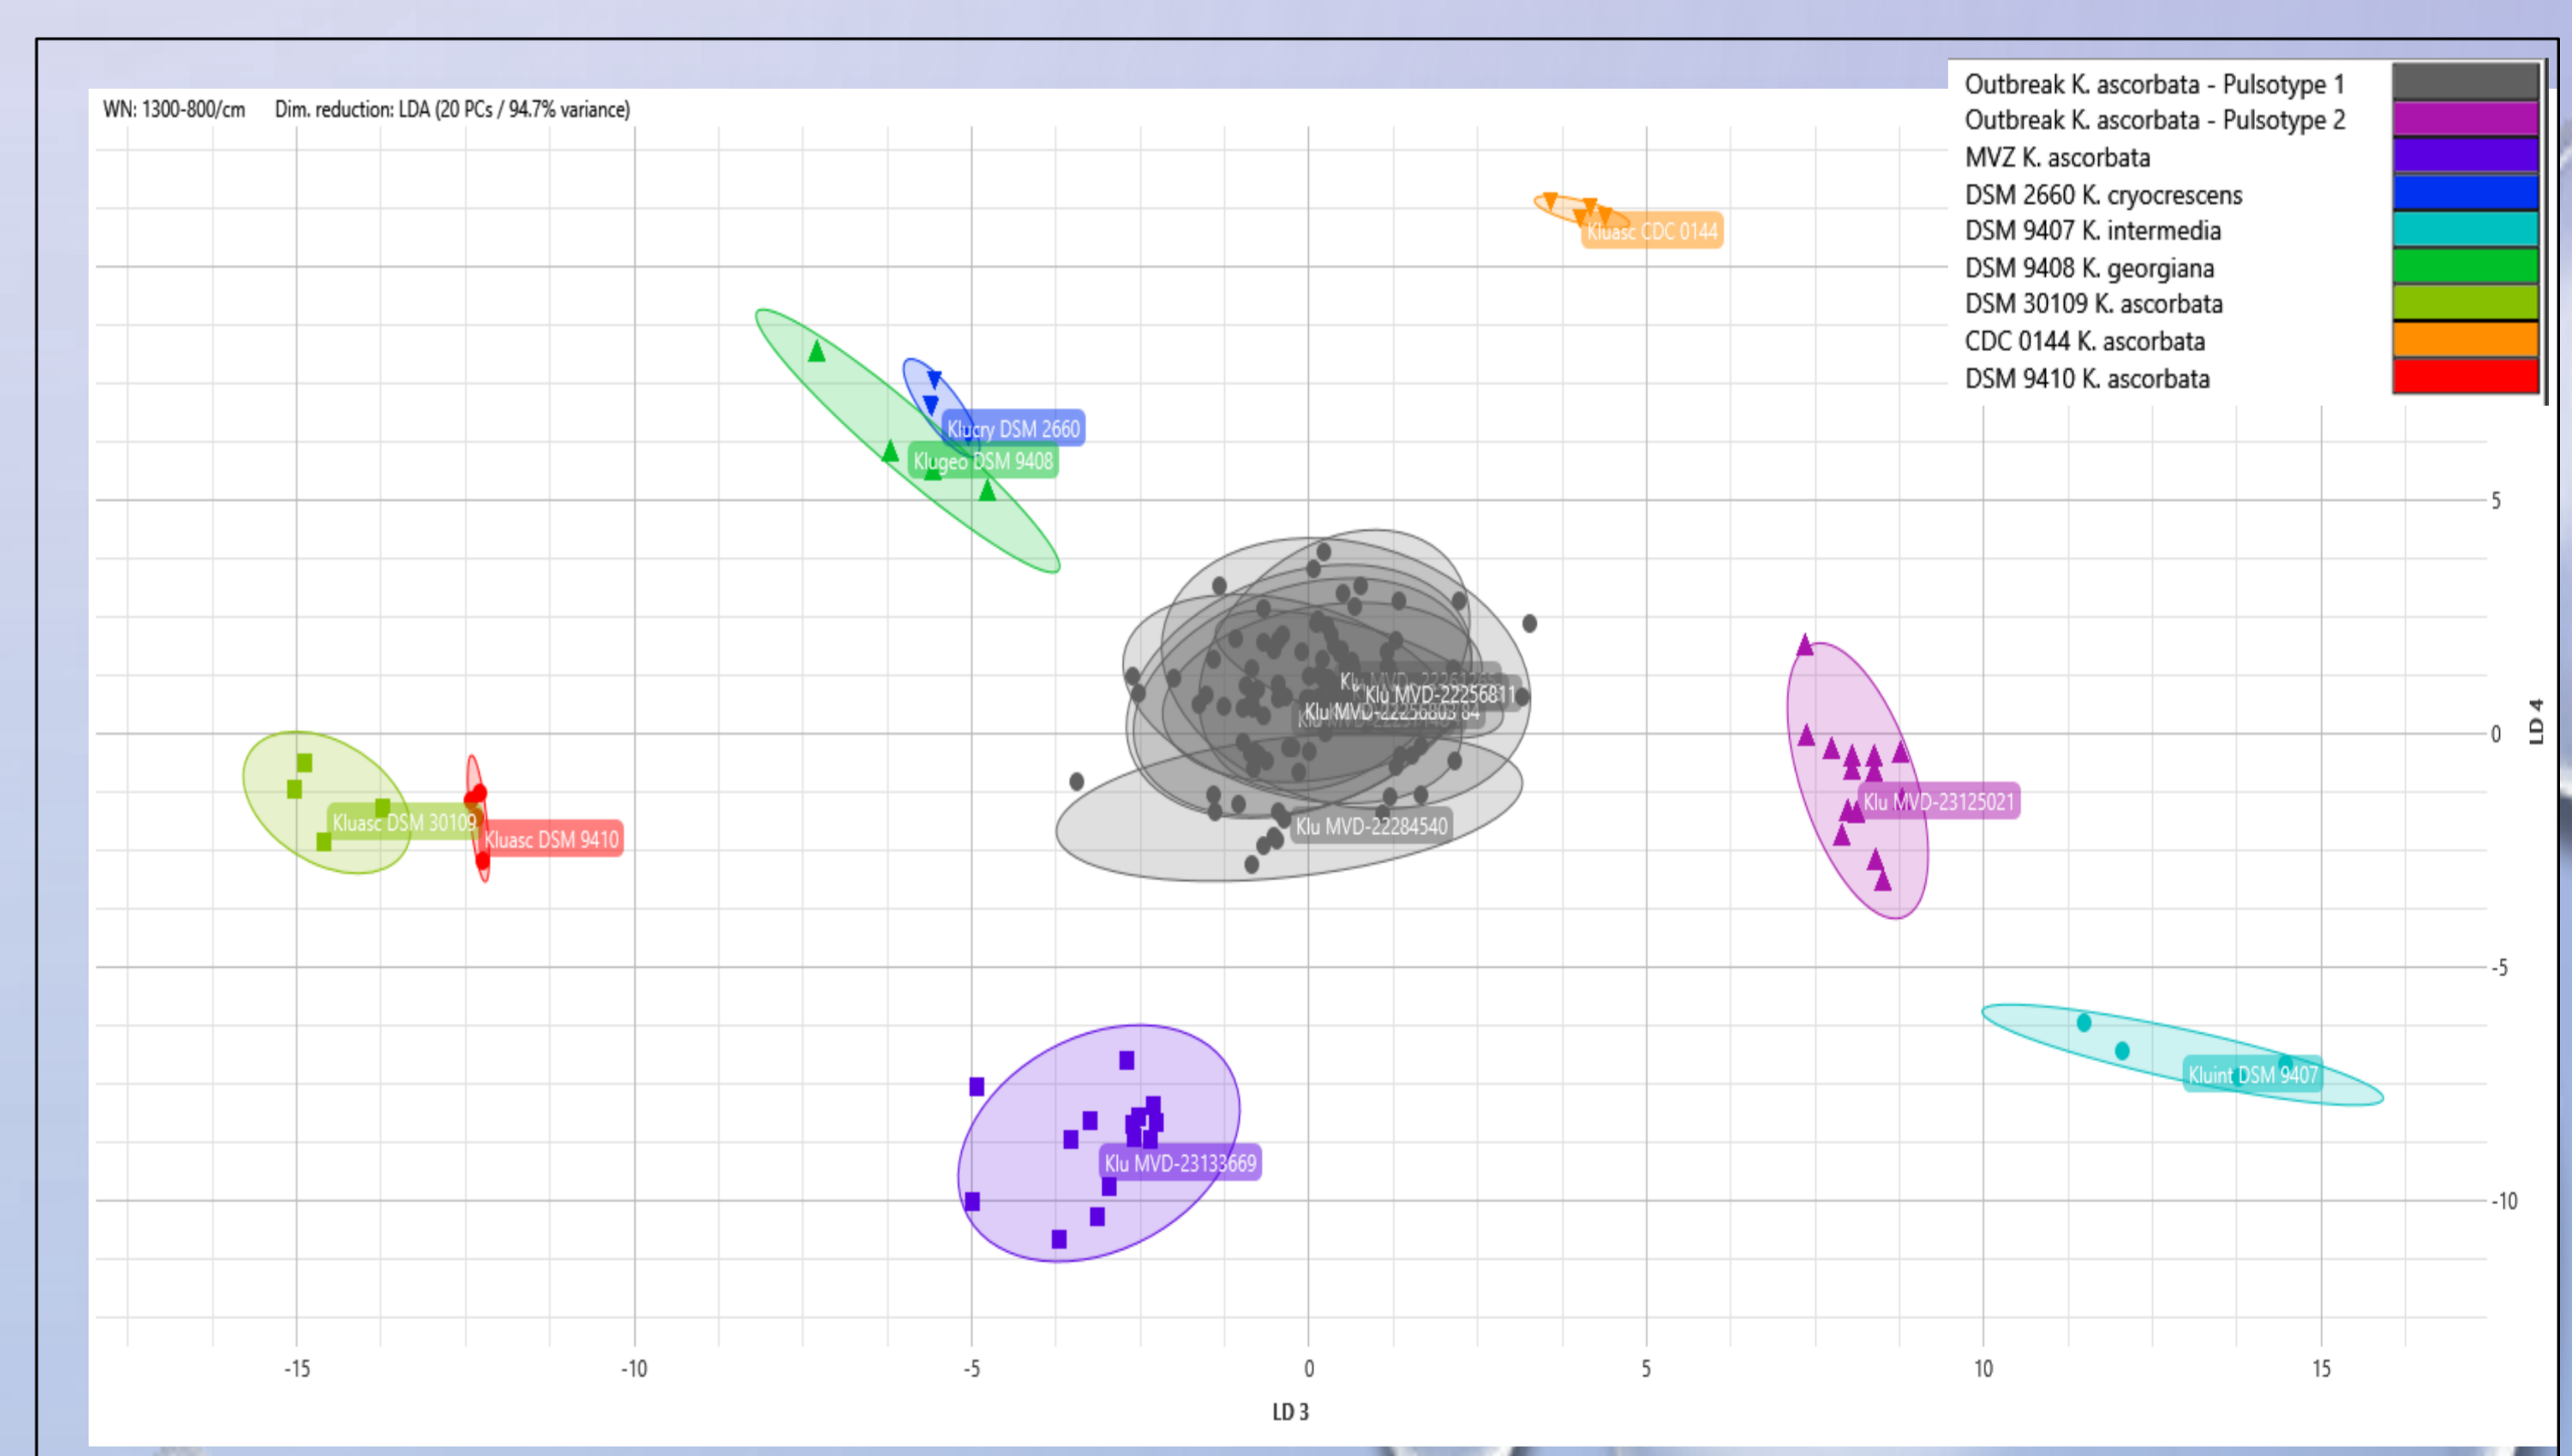 WN: 1300-800/cm Dim. reduction: LDA (20 PCs / 94.7% variance)
Outbreak K. ascorbata - Pulsotype 1
Outbreak K. ascorbata - Pulsotype 2
MVZ K. ascorbata
DSM 2660 K. cryocrescens
DSM 9407 K. intermedia
DSM 9408 K. georgiana
DSM 30109 K. ascorbata
CDC 0144 K. ascorbata
DSM 9410 K. ascorbata
Kluasc CDC 0144
Klucry DSM 2660
Klugeo DSM 9408
Klu MVD-22256811
Klu MVD-22256803
Klu MVD-23125021
Klu MVD-22284540
Kluasc DSM 30109
Kluasc DSM 9410
Kluint DSM 9407
Klu MVD-23133669
5
0
-5
-10
LD 4
-15 -10 -5 0 5 10 15
LD 3